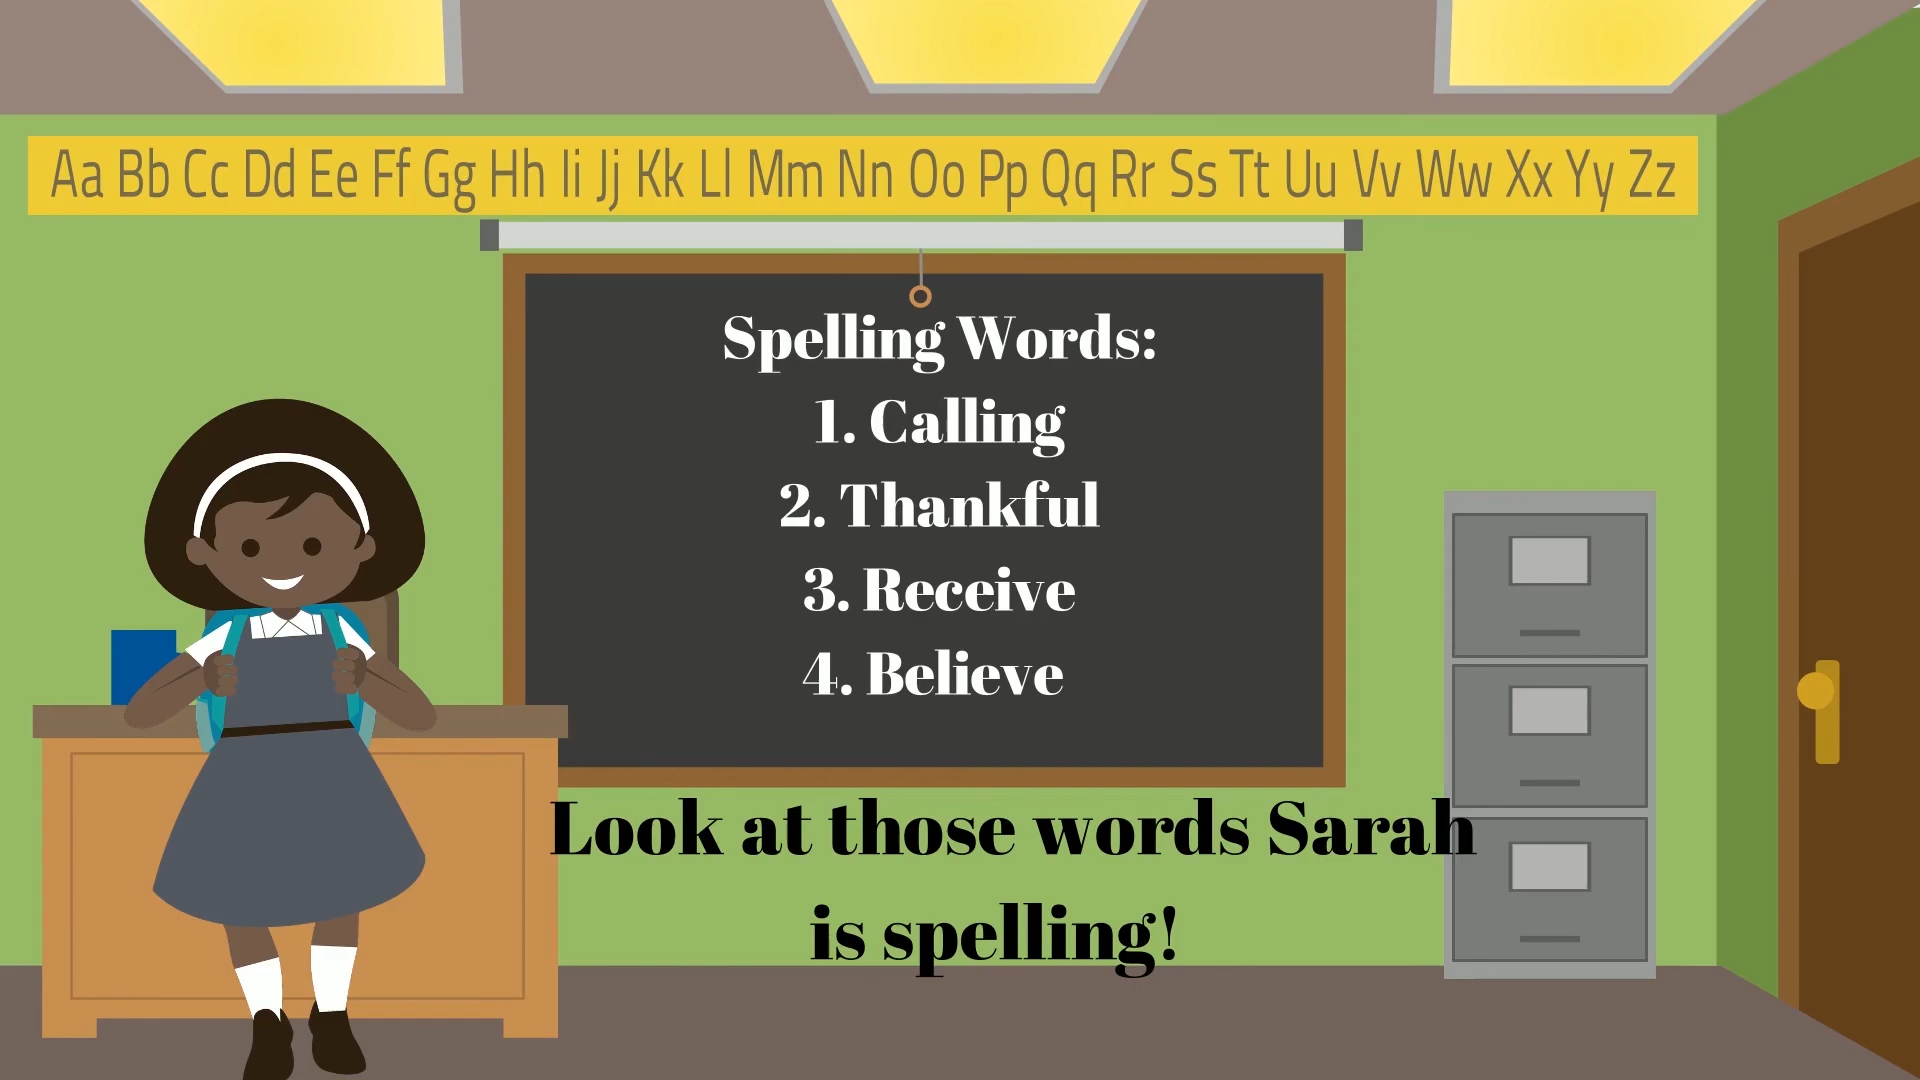 Aa Bb Cc Dd Ee Ff Gg Hh Ii Jj Kk Ll Mm Nn Oo Pp Qq Rr Ss Tt Uu Vv Ww Xx Yy Zz
Spelling Words:
1. Calling
2. Thankful
3. Receive
4. Believe
Look at those words Sarah
is spelling!